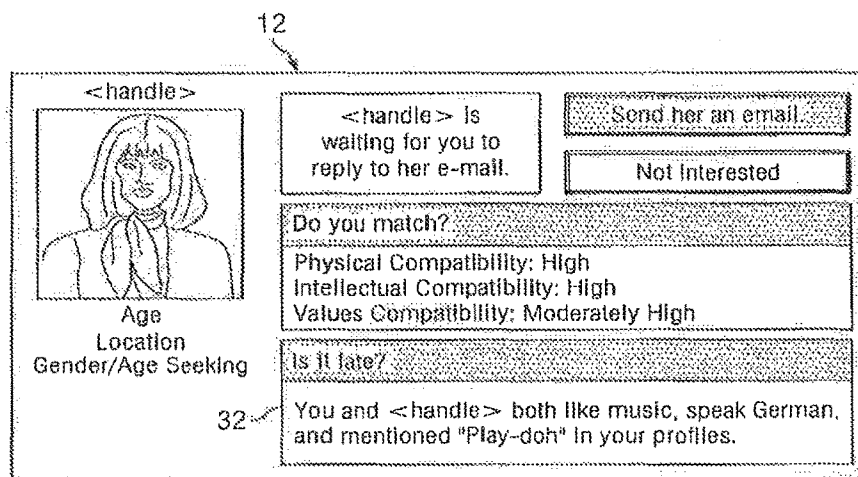 12
<handle>
<handle> Is
waiting for you to
reply to her e-mail.
Send her an email.
Not Interested
Do you match?
Physical Compatibility: High
Intellectual Compatibility: High
Values Compatibility: Moderately High
Age
Location
Gender/Age Seeking
Is it fate?
32
You and <handle> both like music, speak German,
and mentioned "Play-doh" In your profiles.